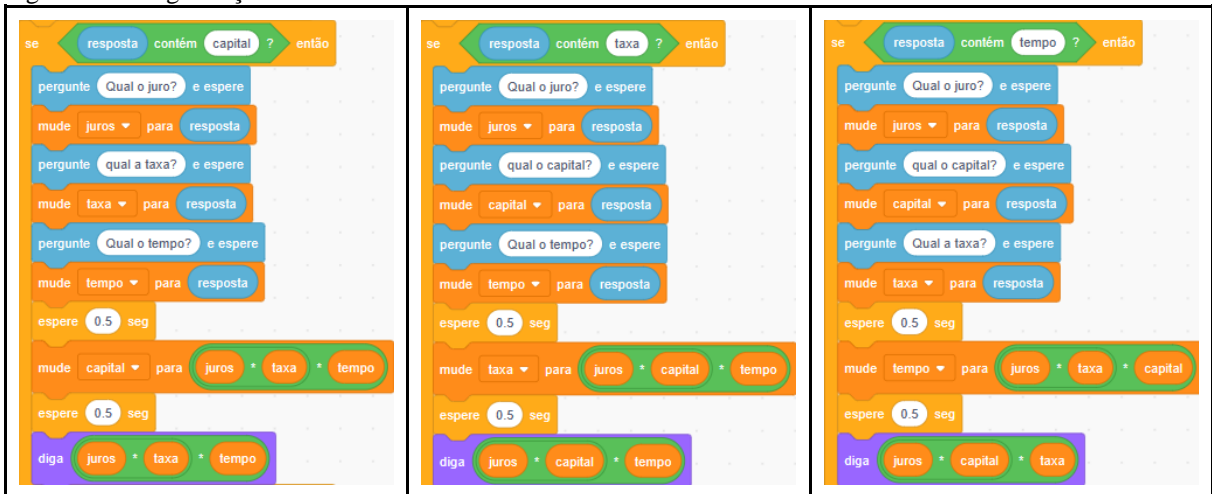 se resposta contém capital ? então
pergunte Qual o juro? e espere
mude juros para resposta
pergunte qual a taxa? e espere
mude taxa para resposta
pergunte Qual o tempo? e espere
mude tempo para resposta
espere 0.5 seg
mude capital para juros * taxa * tempo
espere 0.5 seg
diga juros * taxa * tempo
se resposta contém taxa ? então
pergunte Qual o juro? e espere
mude juros para resposta
pergunte qual o capital? e espere
mude capital para resposta
pergunte Qual o tempo? e espere
mude tempo para resposta
espere 0.5 seg
mude taxa para juros * capital * tempo
espere 0.5 seg
diga juros * capital * tempo
se resposta contém tempo ? então
pergunte Qual o juro? e espere
mude juros para resposta
pergunte qual o capital? e espere
mude capital para resposta
pergunte Qual a taxa? e espere
mude taxa para resposta
espere 0.5 seg
mude tempo para juros * taxa * capital
espere 0.5 seg
diga juros * capital * taxa